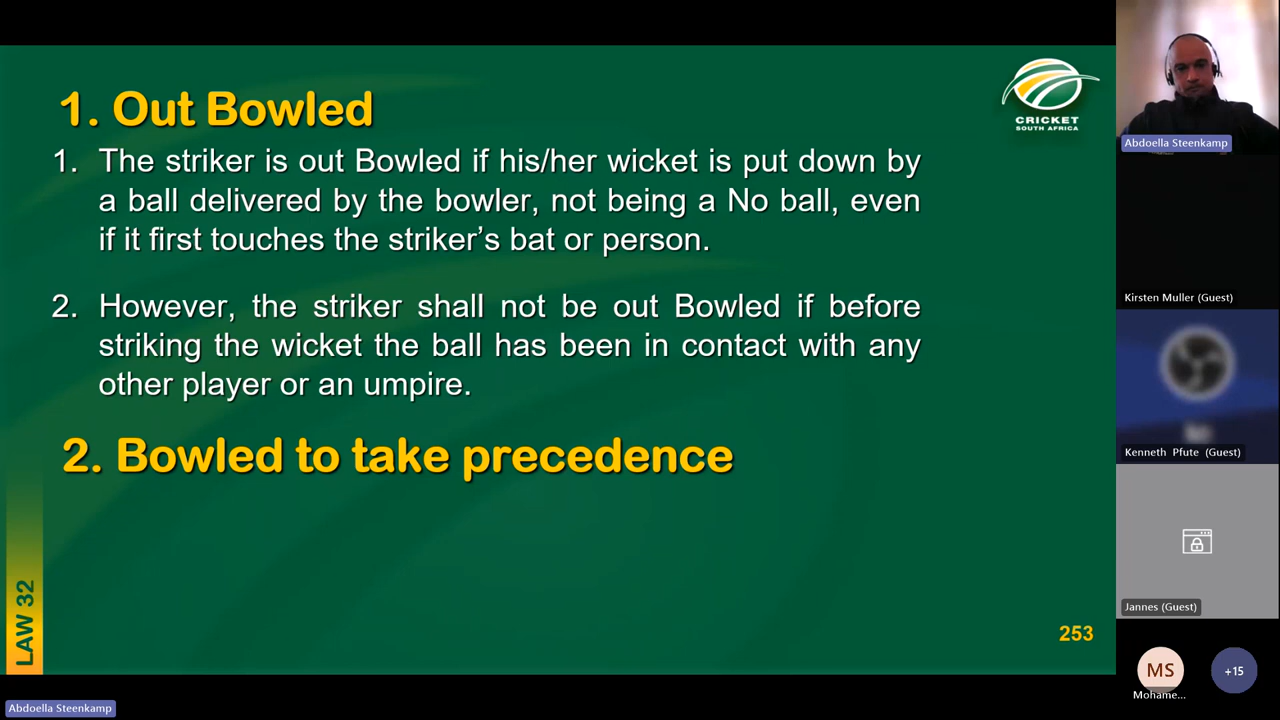 1. Out Bowled
1. The striker is out Bowled if his/her wicket is put down by
a ball delivered by the bowler, not being a No ball, even
if it first touches the striker’s bat or person.
2. However, the striker shall not be out Bowled if before
striking the wicket the ball has been in contact with any
other player or an umpire.
2. Bowled to take precedence
LAW 32
253
CRICKET
SOUTH AFRICA
Abdoella Steenkamp
Kirsten Muller (Guest)
Kenneth Pfute (Guest)
Jannes (Guest)
MS
Mohame...
+15
Abdoella Steenkamp